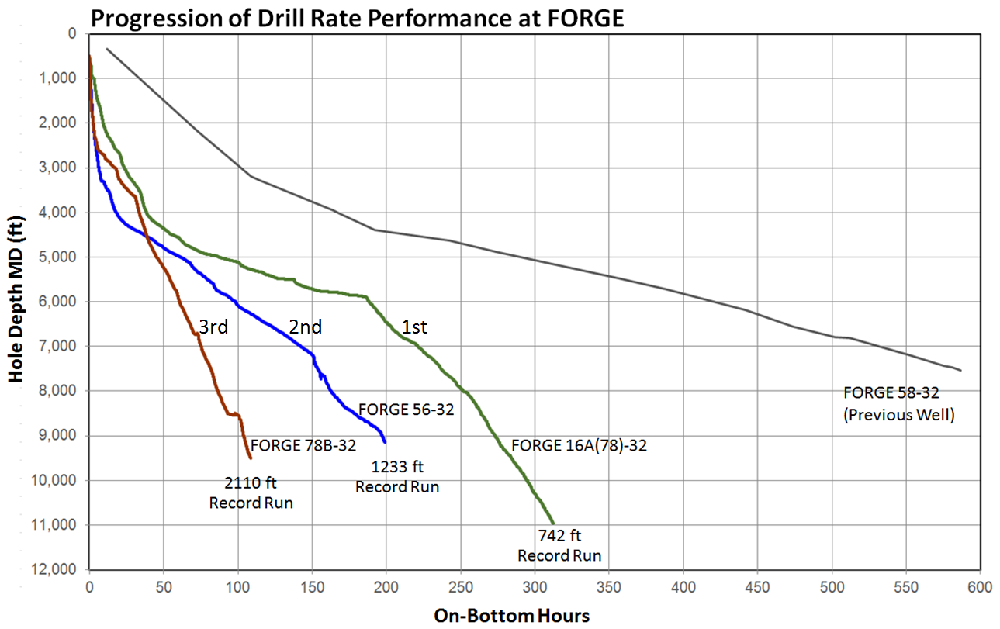 Progression of Drill Rate Performance at FORGE
0
1,000
2,000
3,000
4,000
5,000
6,000
7,000
8,000
9,000
10,000
11,000
12,000
Hole Depth MD (ft)
3rd
2nd
1st
FORGE 58-32
(Previous Well)
FORGE 56-32
FORGE 78B-32
FORGE 16A(78)-32
2110 ft
Record Run
1233 ft
Record Run
742 ft
Record Run
0
50
100
150
200
250
300
350
400
450
500
550
600
On-Bottom Hours